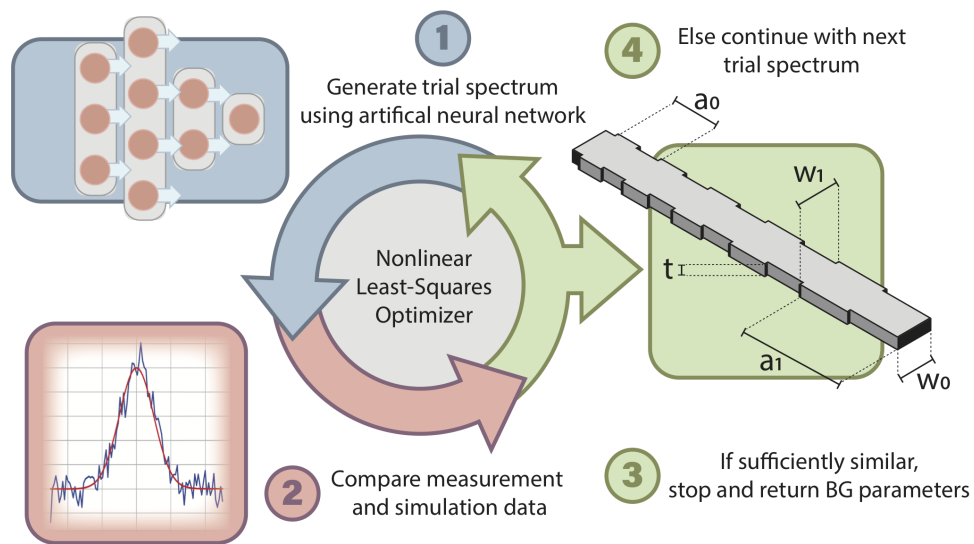 1
Generate trial spectrum
using artifical neural network
4
Else continue with next
trial spectrum
a0
w1
t
a1
w0
Nonlinear
Least-Squares
Optimizer
2
Compare measurement
and simulation data
3
If sufficiently similar,
stop and return BG parameters